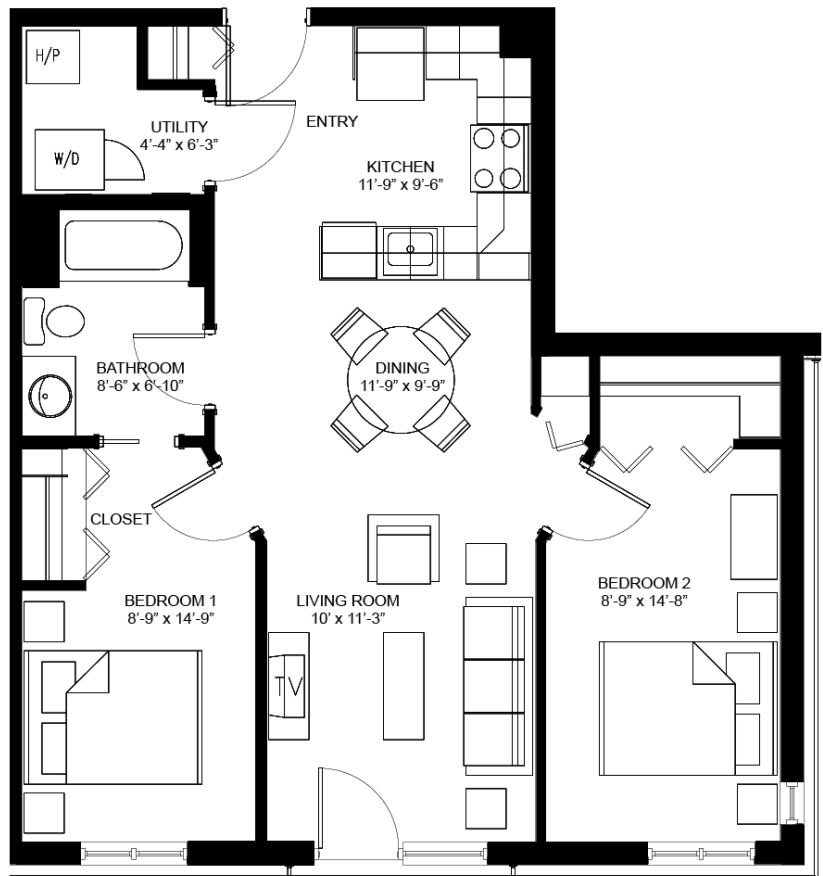 H/P
UTILITY
4'-4" x 6'-3"
ENTRY
W/D
KITCHEN
11'-9" x 9'-6"
BATHROOM
8'-6" x 6'-10"
DINING
11'-9" x 9'-9"
CLOSET
BEDROOM 1
8'-9" x 14'-9"
LIVING ROOM
10' x 11'-3"
BEDROOM 2
8'-9" x 14'-8"
TV